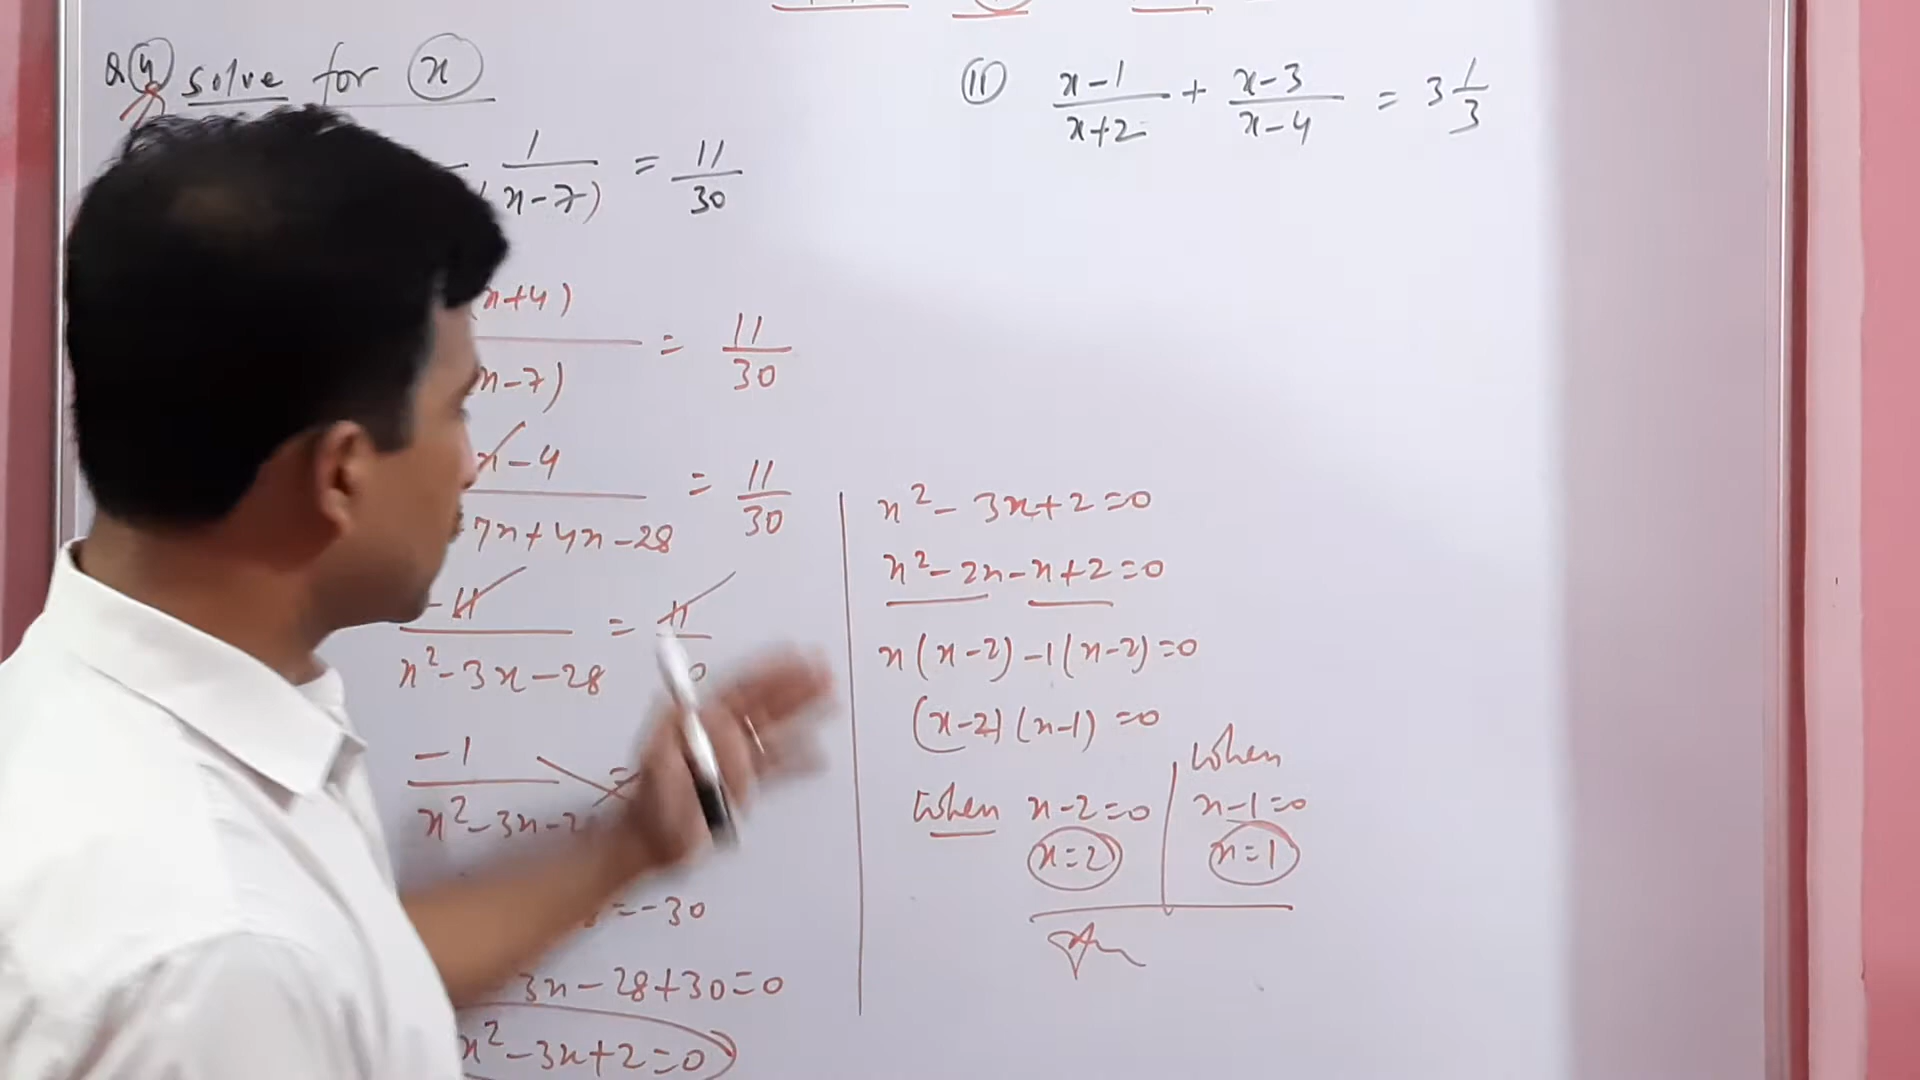 Q4 solve for x
1/(x-7) = 11/30
x+4) / x-7) = 11/30
x-4 / 7x+4x-28 = 11/30
-11 / x²-3x-28 = 11/
-1 / x²-3x-2 =
=-30
3x-28+30=0
x²-3x+2=0
x²-3x+2=0
x²-2x-x+2=0
x(x-2)-1(x-2)=0
(x-2)(x-1)=0
When x-2=0
x=2
When
x-1=0
x=1
Ans
(11) x-1/x+2 + x-3/x-4 = 3 1/3